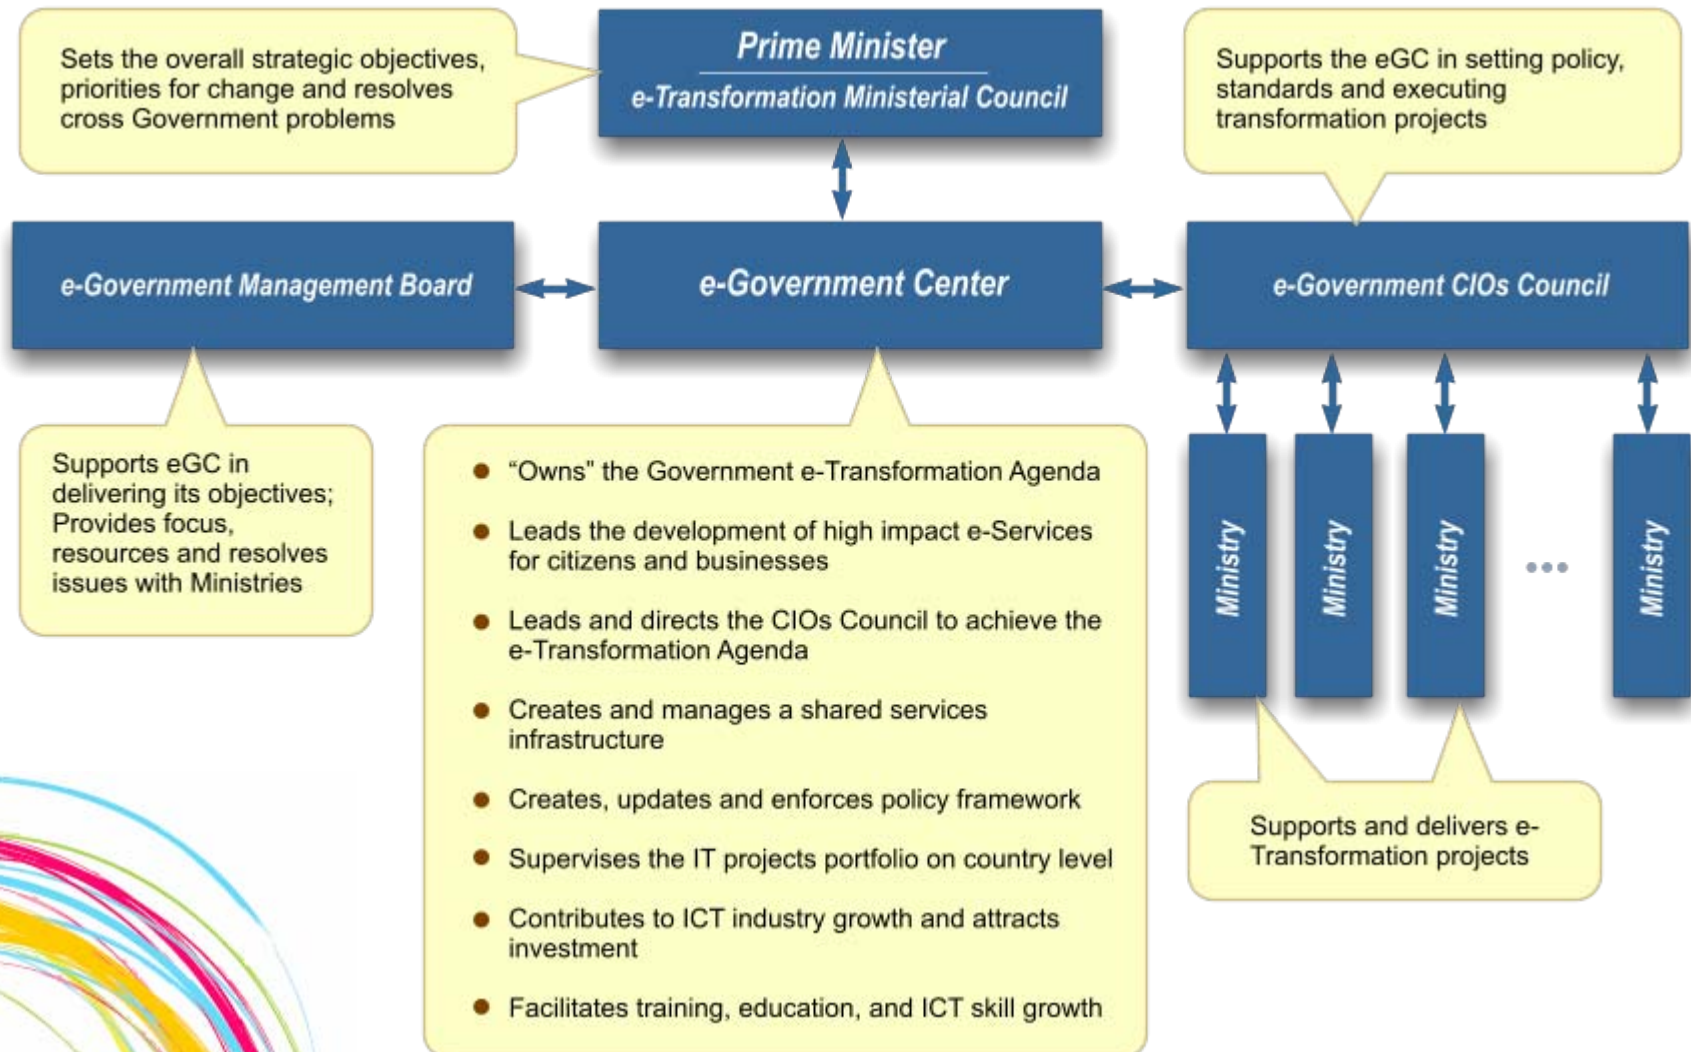 Sets the overall strategic objectives,
priorities for change and resolves
cross Government problems
Prime Minister
e-Transformation Ministerial Council
Supports the eGC in setting policy,
standards and executing
transformation projects
e-Government Management Board
e-Government Center
e-Government CIOs Council
Supports eGC in
delivering its objectives;
Provides focus,
resources and resolves
issues with Ministries
“Owns” the Government e-Transformation Agenda
Leads the development of high impact e-Services
for citizens and businesses
Leads and directs the CIOs Council to achieve the
e-Transformation Agenda
Creates and manages a shared services
infrastructure
Creates, updates and enforces policy framework
Supervises the IT projects portfolio on country level
Contributes to ICT industry growth and attracts
investment
Facilitates training, education, and ICT skill growth
Ministry
Ministry
Ministry
...
Ministry
Supports and delivers e-
Transformation projects